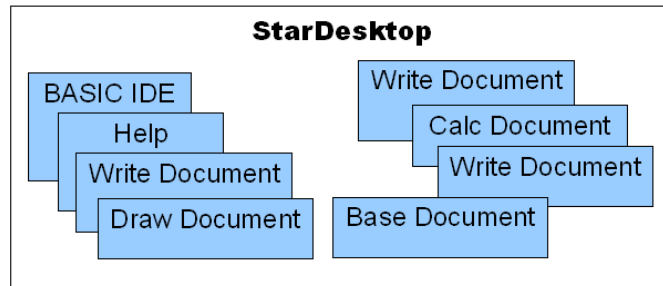 StarDesktop
BASIC IDE
Help
Write Document
Draw Document
Write Document
Calc Document
Write Document
Base Document